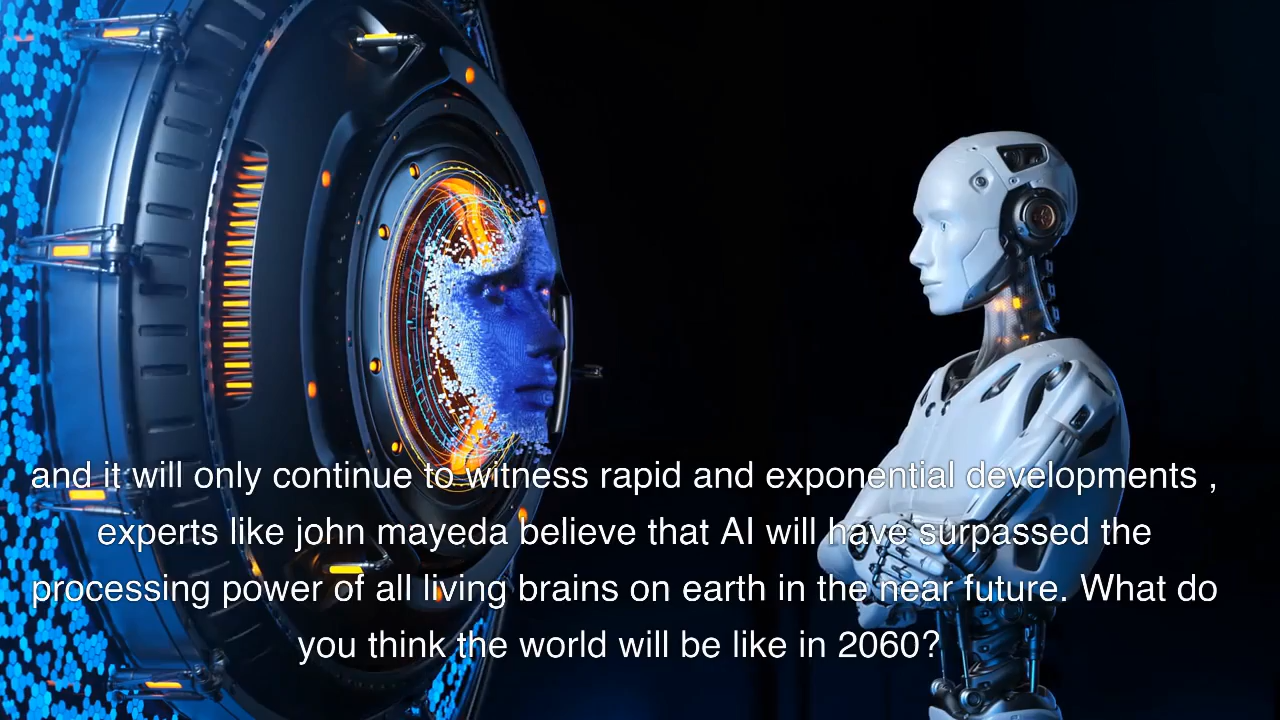 and it will only continue to witness rapid and exponential developments ,
experts like john mayeda believe that AI will have surpassed the
processing power of all living brains on earth in the near future. What do
you think the world will be like in 2060?